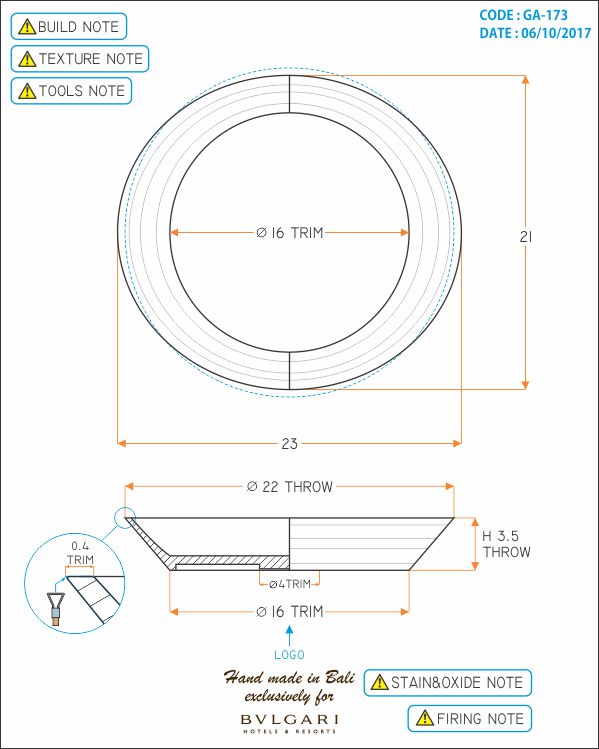 BUILD NOTE
TEXTURE NOTE
TOOLS NOTE
CODE : GA-173
DATE : 06/10/2017
Ø 16 TRIM
21
23
Ø 22 THROW
0.4
TRIM
H 3.5
THROW
Ø4TRIM
Ø 16 TRIM
LOGO
Hand made in Bali
exclusively for
BVLGARI
HOTELS & RESORTS
STAIN&OXIDE NOTE
FIRING NOTE